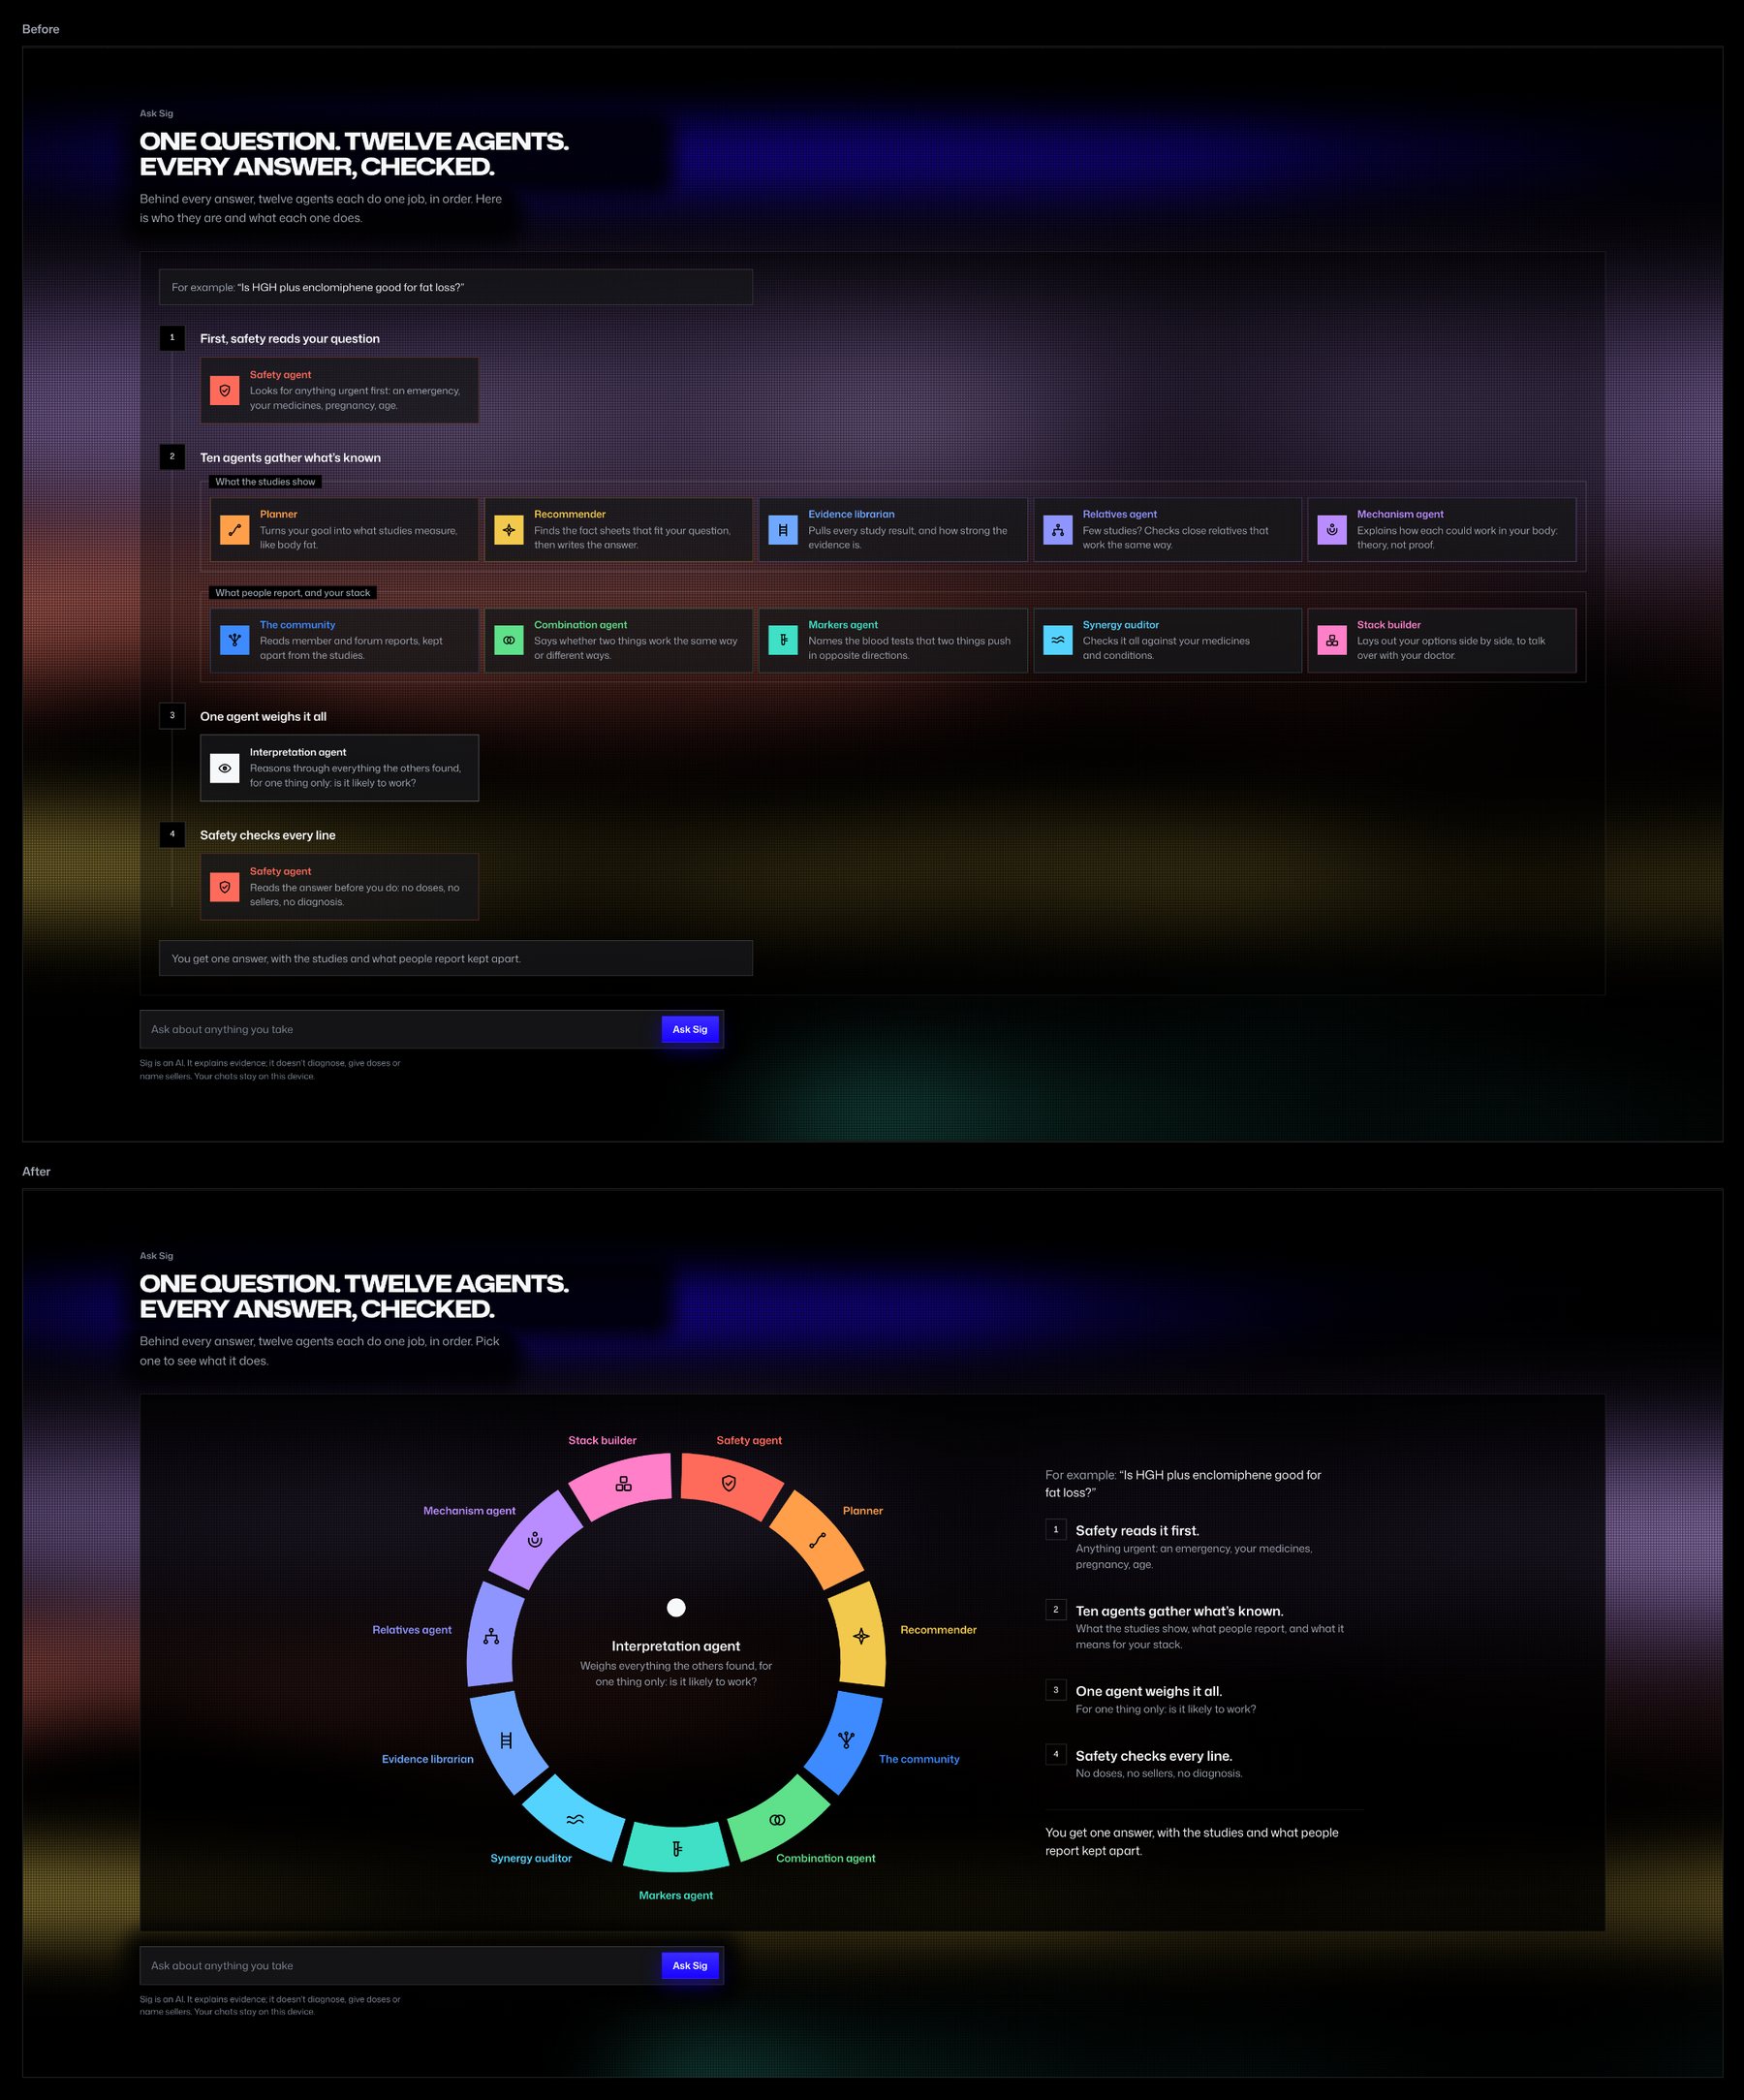 Before
Ask Sig
ONE QUESTION. TWELVE AGENTS.
EVERY ANSWER, CHECKED.
Behind every answer, twelve agents each do one job, in order. Here
is who they are and what each one does.
For example: “Is HGH plus enclomiphene good for fat loss?”
1
First, safety reads your question
Safety agent
Looks for anything urgent first: an emergency,
your medicines, pregnancy, age.
2
Ten agents gather what’s known
What the studies show
Planner
Turns your goal into what studies measure,
like body fat.
Recommender
Finds the fact sheets that fit your question,
then writes the answer.
Evidence librarian
Pulls every study result, and how strong the
evidence is.
Relatives agent
Few studies? Checks close relatives that
work the same way.
Mechanism agent
Explains how each could work in your body:
theory, not proof.
What people report, and your stack
The community
Reads member and forum reports, kept
apart from the studies.
Combination agent
Says whether two things work the same way
or different ways.
Markers agent
Names the blood tests that two things push
in opposite directions.
Synergy auditor
Checks it all against your medicines
and conditions.
Stack builder
Lays out your options side by side, to talk
over with your doctor.
3
One agent weighs it all
Interpretation agent
Reasons through everything the others found,
for one thing only: is it likely to work?
4
Safety checks every line
Safety agent
Reads the answer before you do: no doses, no
sellers, no diagnosis.
You get one answer, with the studies and what people report kept apart.
Ask about anything you take
Ask Sig
Sig is an AI. It explains evidence; it doesn’t diagnose, give doses or
name sellers. Your chats stay on this device.
After
Ask Sig
ONE QUESTION. TWELVE AGENTS.
EVERY ANSWER, CHECKED.
Behind every answer, twelve agents each do one job, in order. Pick
one to see what it does.
Stack builder
Safety agent
Mechanism agent
Planner
Relatives agent
Recommender
Interpretation agent
Weighs everything the others found, for
one thing only: is it likely to work?
Evidence librarian
The community
Synergy auditor
Combination agent
Markers agent
For example: “Is HGH plus enclomiphene good for
fat loss?”
1
Safety reads it first.
Anything urgent: an emergency, your medicines,
pregnancy, age.
2
Ten agents gather what’s known.
What the studies show, what people report, and what it
means for your stack.
3
One agent weighs it all.
For one thing only: is it likely to work?
4
Safety checks every line.
No doses, no sellers, no diagnosis.
You get one answer, with the studies and what people
report kept apart.
Ask about anything you take
Ask Sig
Sig is an AI. It explains evidence; it doesn’t diagnose, give doses or
name sellers. Your chats stay on this device.